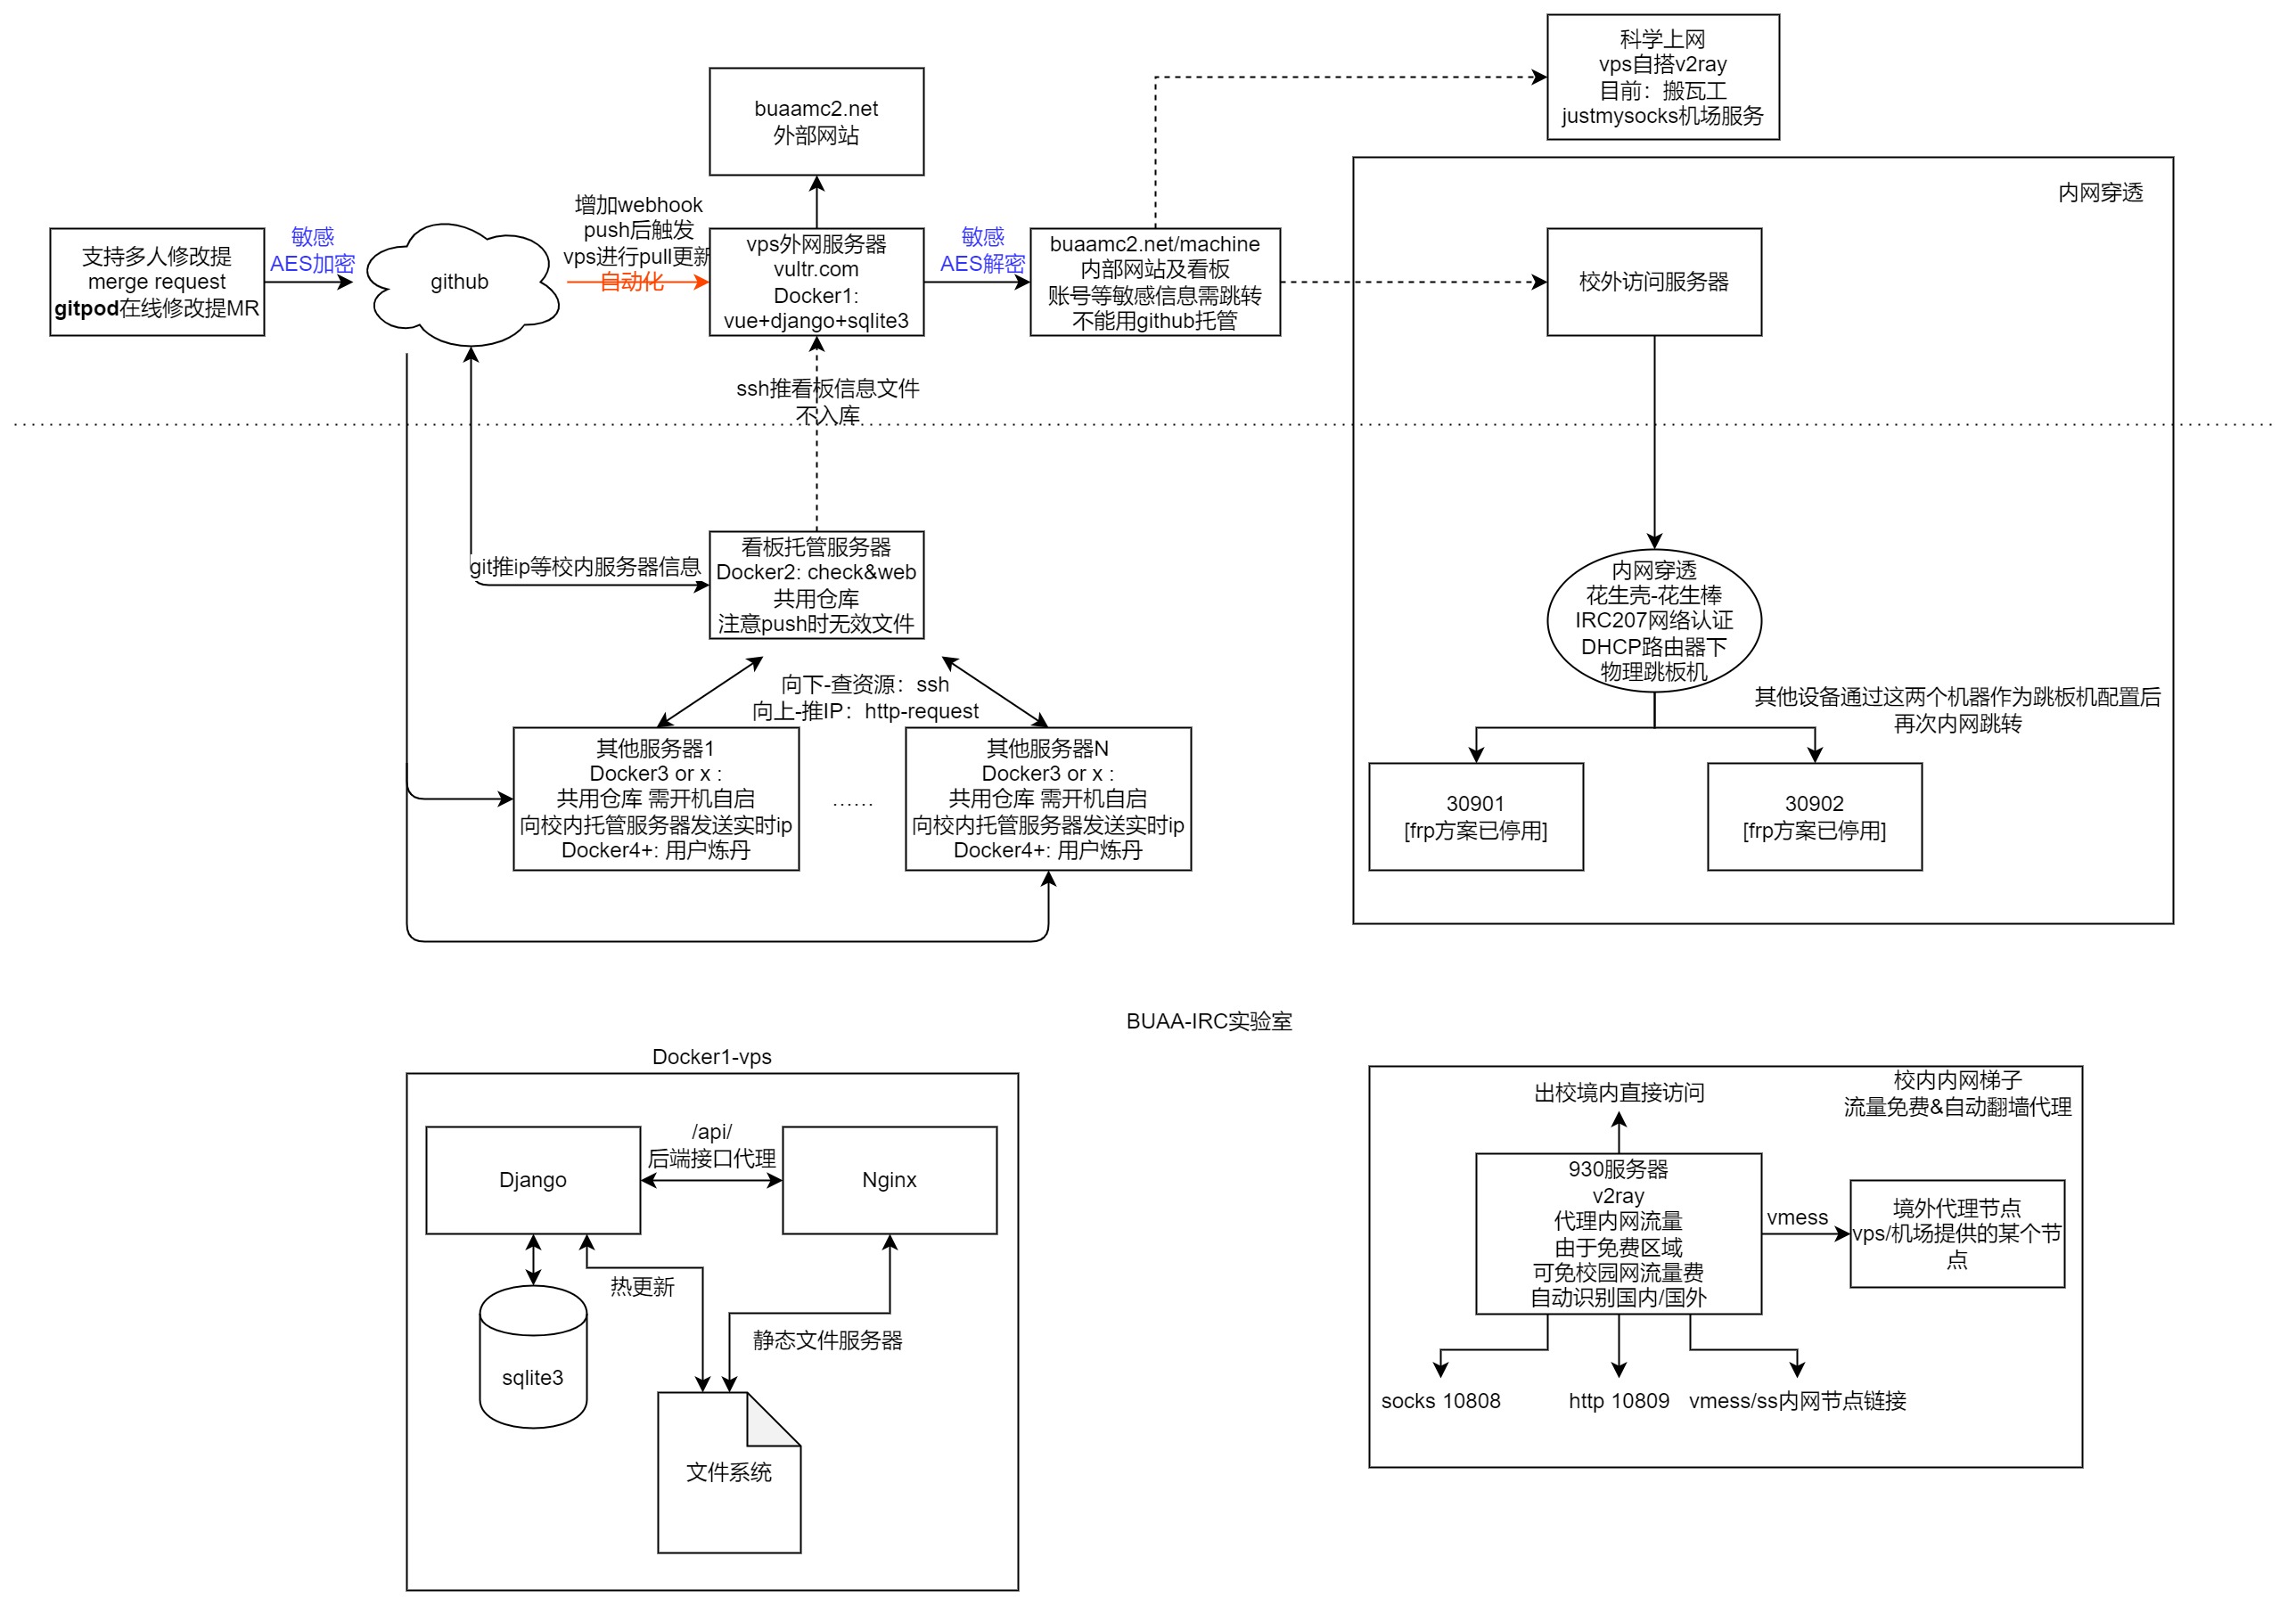 科学上网
vps自搭v2ray
目前：搬瓦工
justmysocks机场服务
buaamc2.net
外部网站
内网穿透
支持多人修改提
merge request
gitpod在线修改提MR
敏感
AES加密
github
增加webhook
push后触发
vps进行pull更新
自动化
vps外网服务器
vultr.com
Docker1:
vue+django+sqlite3
敏感
AES解密
buaamc2.net/machine
内部网站及看板
账号等敏感信息需跳转
不能用github托管
校外访问服务器
ssh推看板信息文件
不入库
git推ip等校内服务器信息
看板托管服务器
Docker2: check&web
共用仓库
注意push时无效文件
内网穿透
花生壳-花生棒
IRC207网络认证
DHCP路由器下
物理跳板机
向下-查资源：ssh
向上-推IP：http-request
其他设备通过这两个机器作为跳板机配置后
再次内网跳转
其他服务器1
Docker3 or x :
共用仓库 需开机自启
向校内托管服务器发送实时ip
Docker4+: 用户炼丹
......
其他服务器N
Docker3 or x :
共用仓库 需开机自启
向校内托管服务器发送实时ip
Docker4+: 用户炼丹
30901
[frp方案已停用]
30902
[frp方案已停用]
BUAA-IRC实验室
Docker1-vps
Django
/api/
后端接口代理
Nginx
热更新
静态文件服务器
sqlite3
文件系统
校内内网梯子
流量免费&自动翻墙代理
出校境内直接访问
930服务器
v2ray
代理内网流量
由于免费区域
可免校园网流量费
自动识别国内/国外
vmess
境外代理节点
vps/机场提供的某个节
点
socks 10808
http 10809
vmess/ss内网节点链接